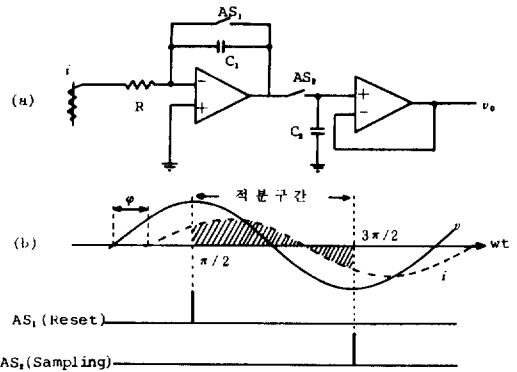 AS₁
C₁
i
R
(a)
AS₂
C₂
v₀
적분구간
φ
(b)
π/2
3π/2
v
wt
i
AS₁(Reset)
AS₂(Sampling)